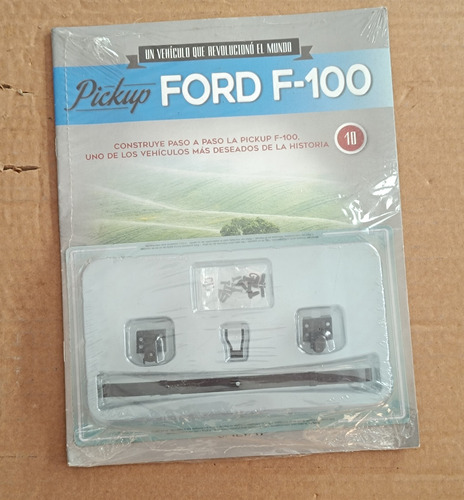 UN VEHÍCULO QUE REVOLUCIONÓ EL MUNDO
Pickup FORD F-100
CONSTRUYE PASO A PASO LA PICKUP F-100,
UNO DE LOS VEHÍCULOS MÁS DESEADOS DE LA HISTORIA
10